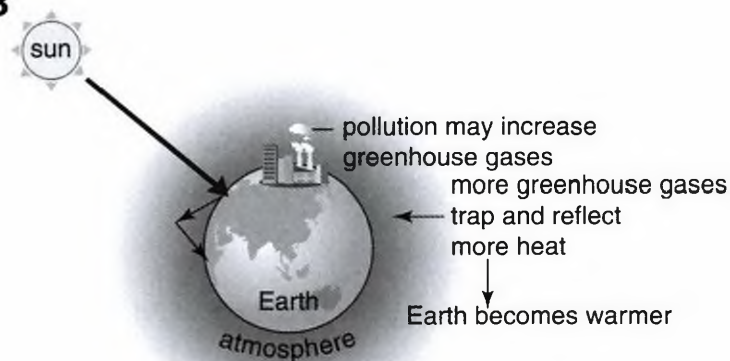 B
sun
pollution may increase
greenhouse gases
more greenhouse gases
trap and reflect
more heat
Earth
Earth becomes warmer
atmosphere